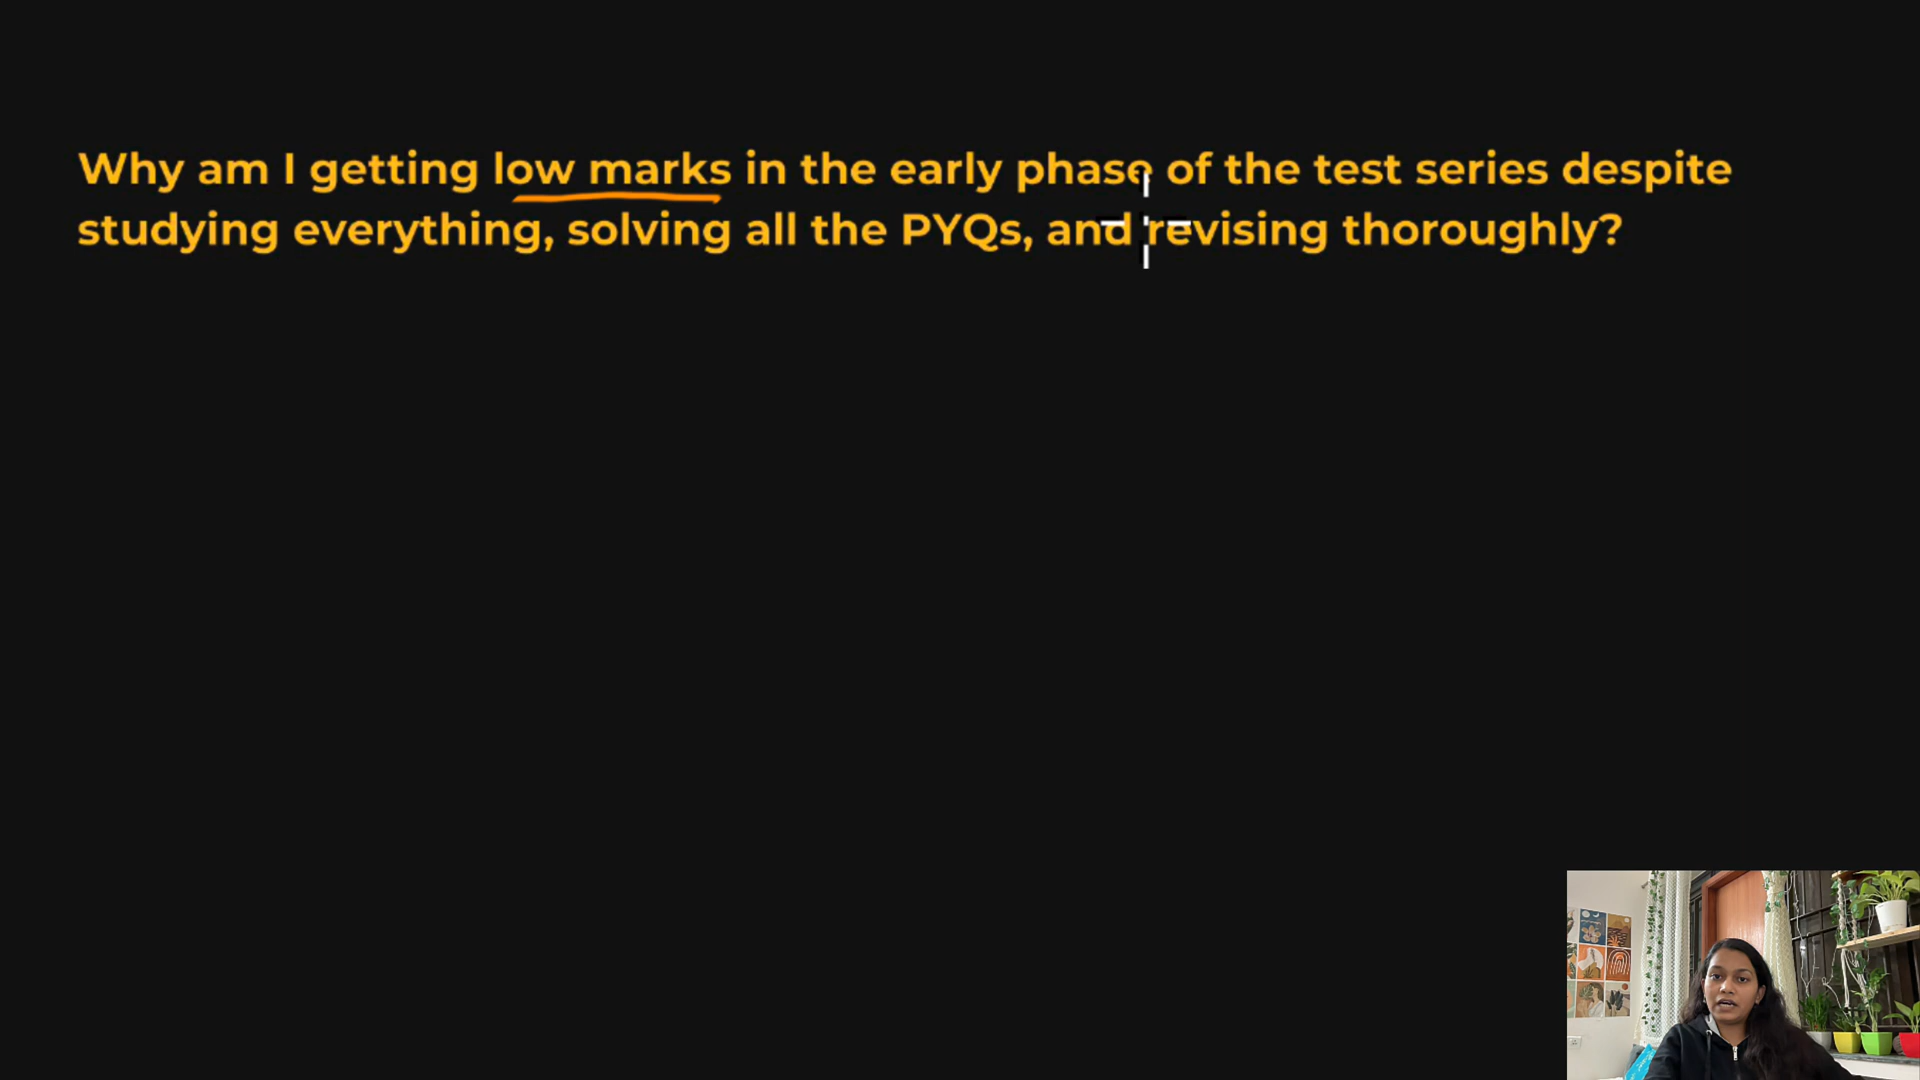 Why am I getting low marks in the early phase of the test series despite
studying everything, solving all the PYQs, and revising thoroughly?